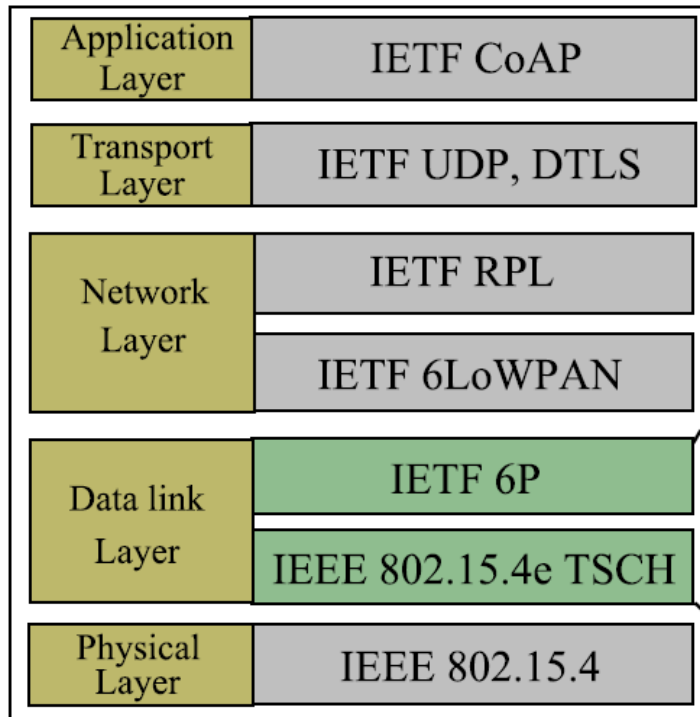 Application
Layer
IETF CoAP
Transport
Layer
IETF UDP, DTLS
Network
Layer
IETF RPL
IETF 6LoWPAN
Data link
Layer
IETF 6P
IEEE 802.15.4e TSCH
Physical
Layer
IEEE 802.15.4